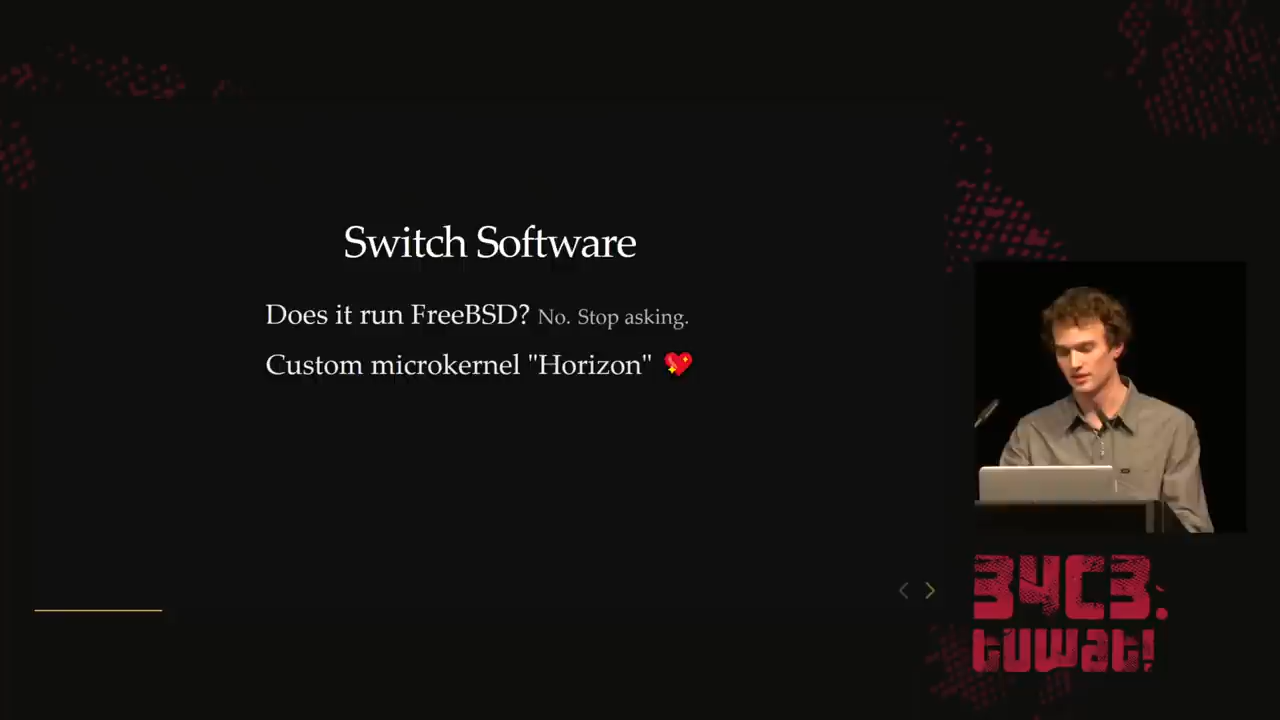 Switch Software
Does it run FreeBSD? No. Stop asking.
Custom microkernel "Horizon" 💖
34C3:
tuwat!